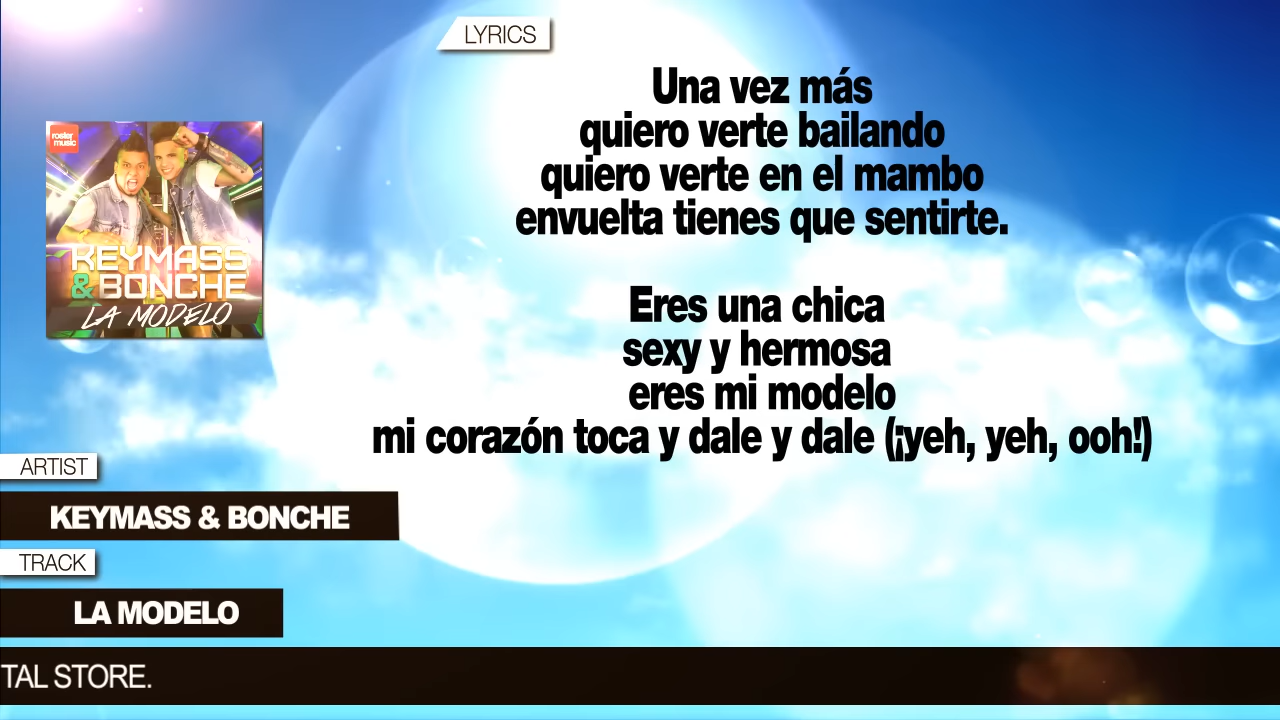 LYRICS
Una vez más
quiero verte bailando
quiero verte en el mambo
envuelta tienes que sentirte.
Eres una chica
sexy y hermosa
eres mi modelo
mi corazón toca y dale y dale (¡yeh, yeh, ooh!)
roster
music
KEYMASS
& BONCHE
LA MODELO
ARTIST
KEYMASS & BONCHE
TRACK
LA MODELO
TAL STORE.